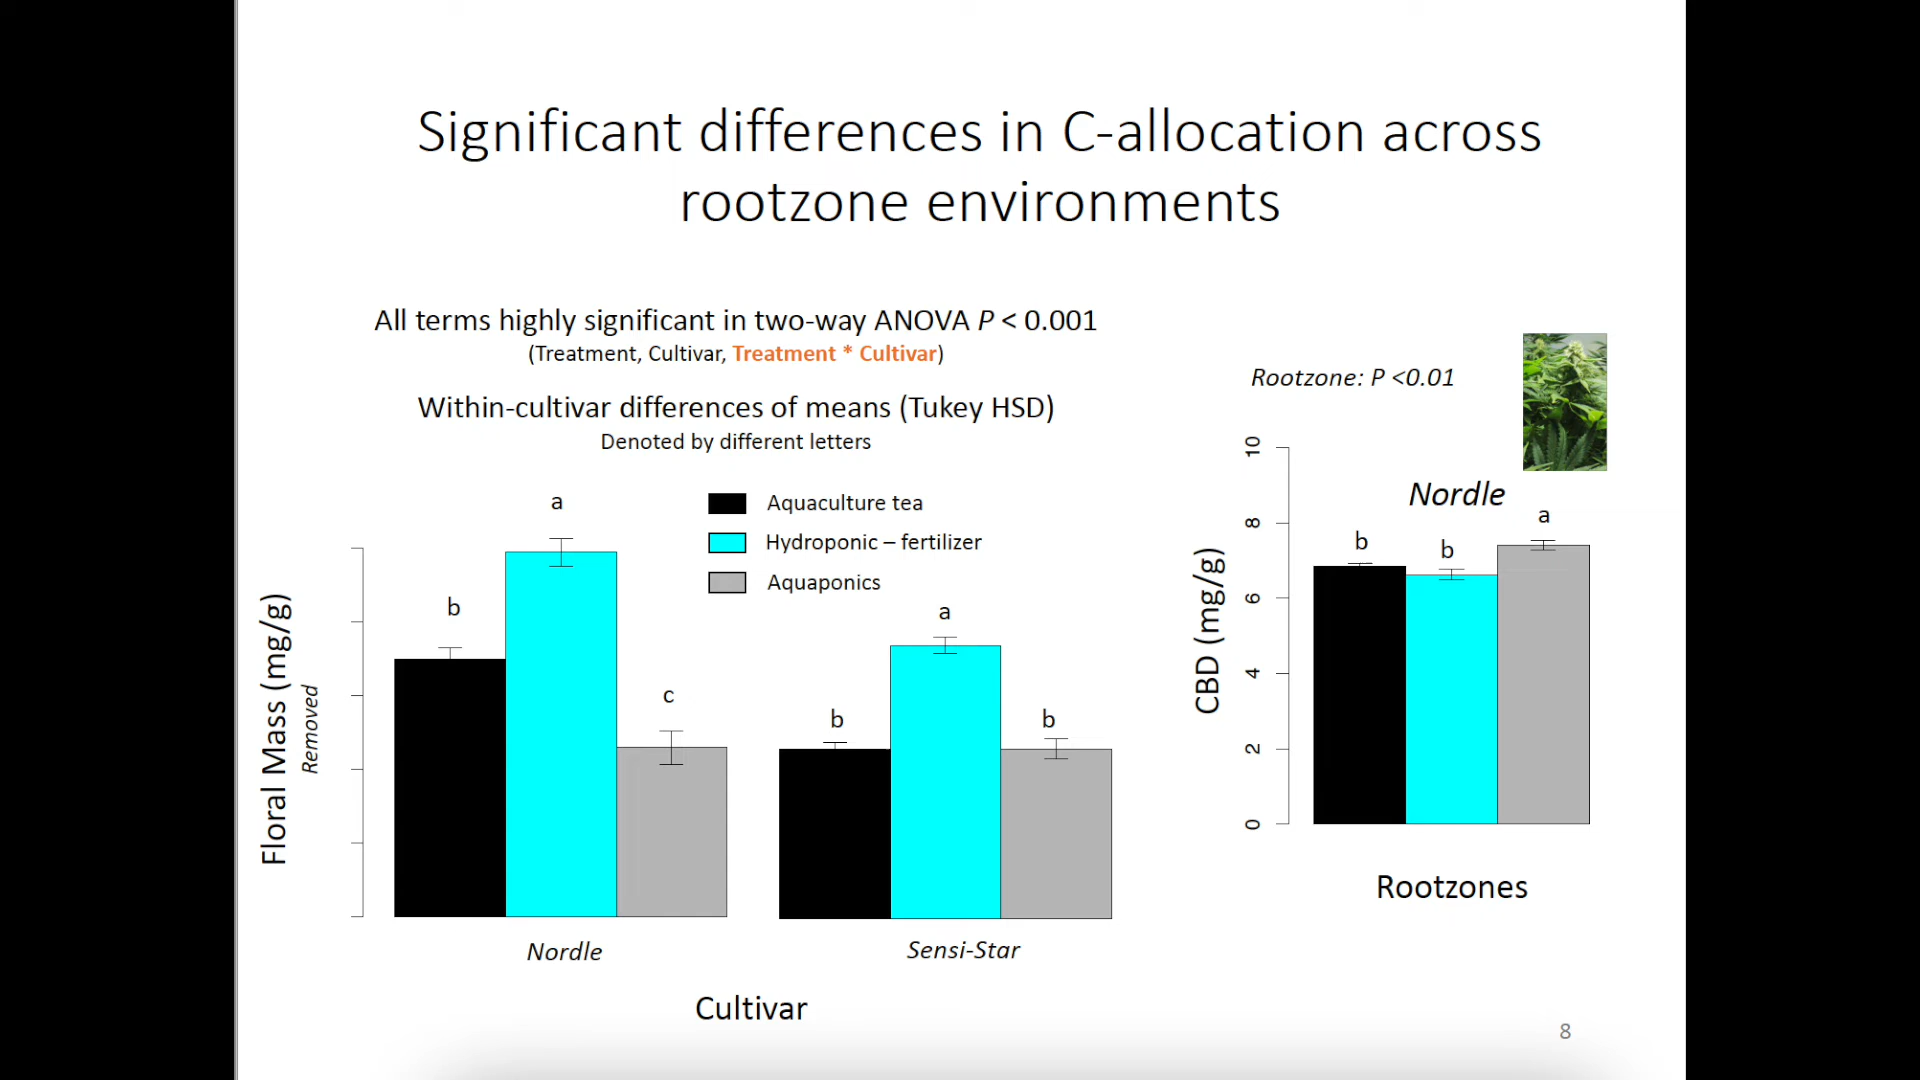 Significant differences in C-allocation across
rootzone environments
All terms highly significant in two-way ANOVA P < 0.001
(Treatment, Cultivar, Treatment * Cultivar)
Within-cultivar differences of means (Tukey HSD)
Denoted by different letters
Aquaculture tea
Hydroponic – fertilizer
Aquaponics
Floral Mass (mg/g)
Removed
b
a
c
b
a
b
Nordle
Sensi-Star
Cultivar
Rootzone: P <0.01
Nordle
CBD (mg/g)
10
8
6
4
2
0
b
b
a
Rootzones
8